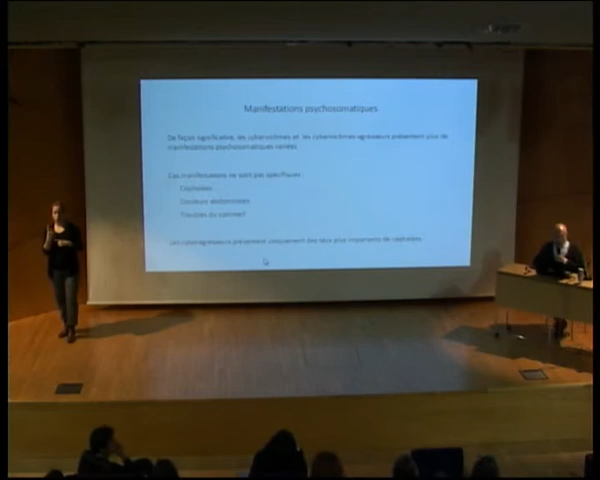 Manifestations psychosomatiques
De façon significative, les cybervictimes et les cybervictimes-agresseurs présentent plus de
manifestations psychosomatiques variées
Ces manifestations ne sont pas spécifiques :
Céphalées
Douleurs abdominales
Troubles du sommeil
Les cyberagresseurs présentent uniquement des taux plus importants de céphalées